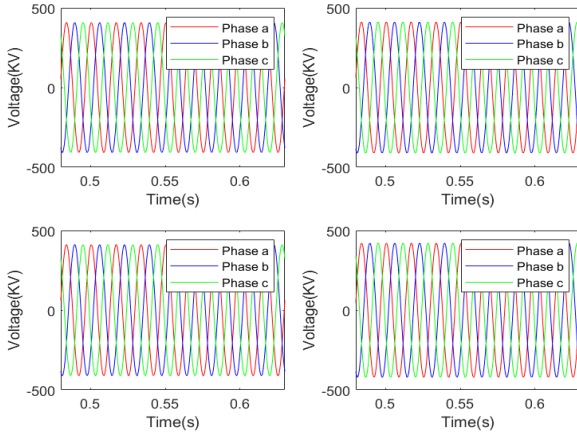 500
Phase a
Phase b
Phase c
0
-500
Voltage(KV)
0.5
0.55
0.6
Time(s)
500
Phase a
Phase b
Phase c
0
-500
Voltage(KV)
0.5
0.55
0.6
Time(s)
500
Phase a
Phase b
Phase c
0
-500
Voltage(KV)
0.5
0.55
0.6
Time(s)
500
Phase a
Phase b
Phase c
0
-500
Voltage(KV)
0.5
0.55
0.6
Time(s)